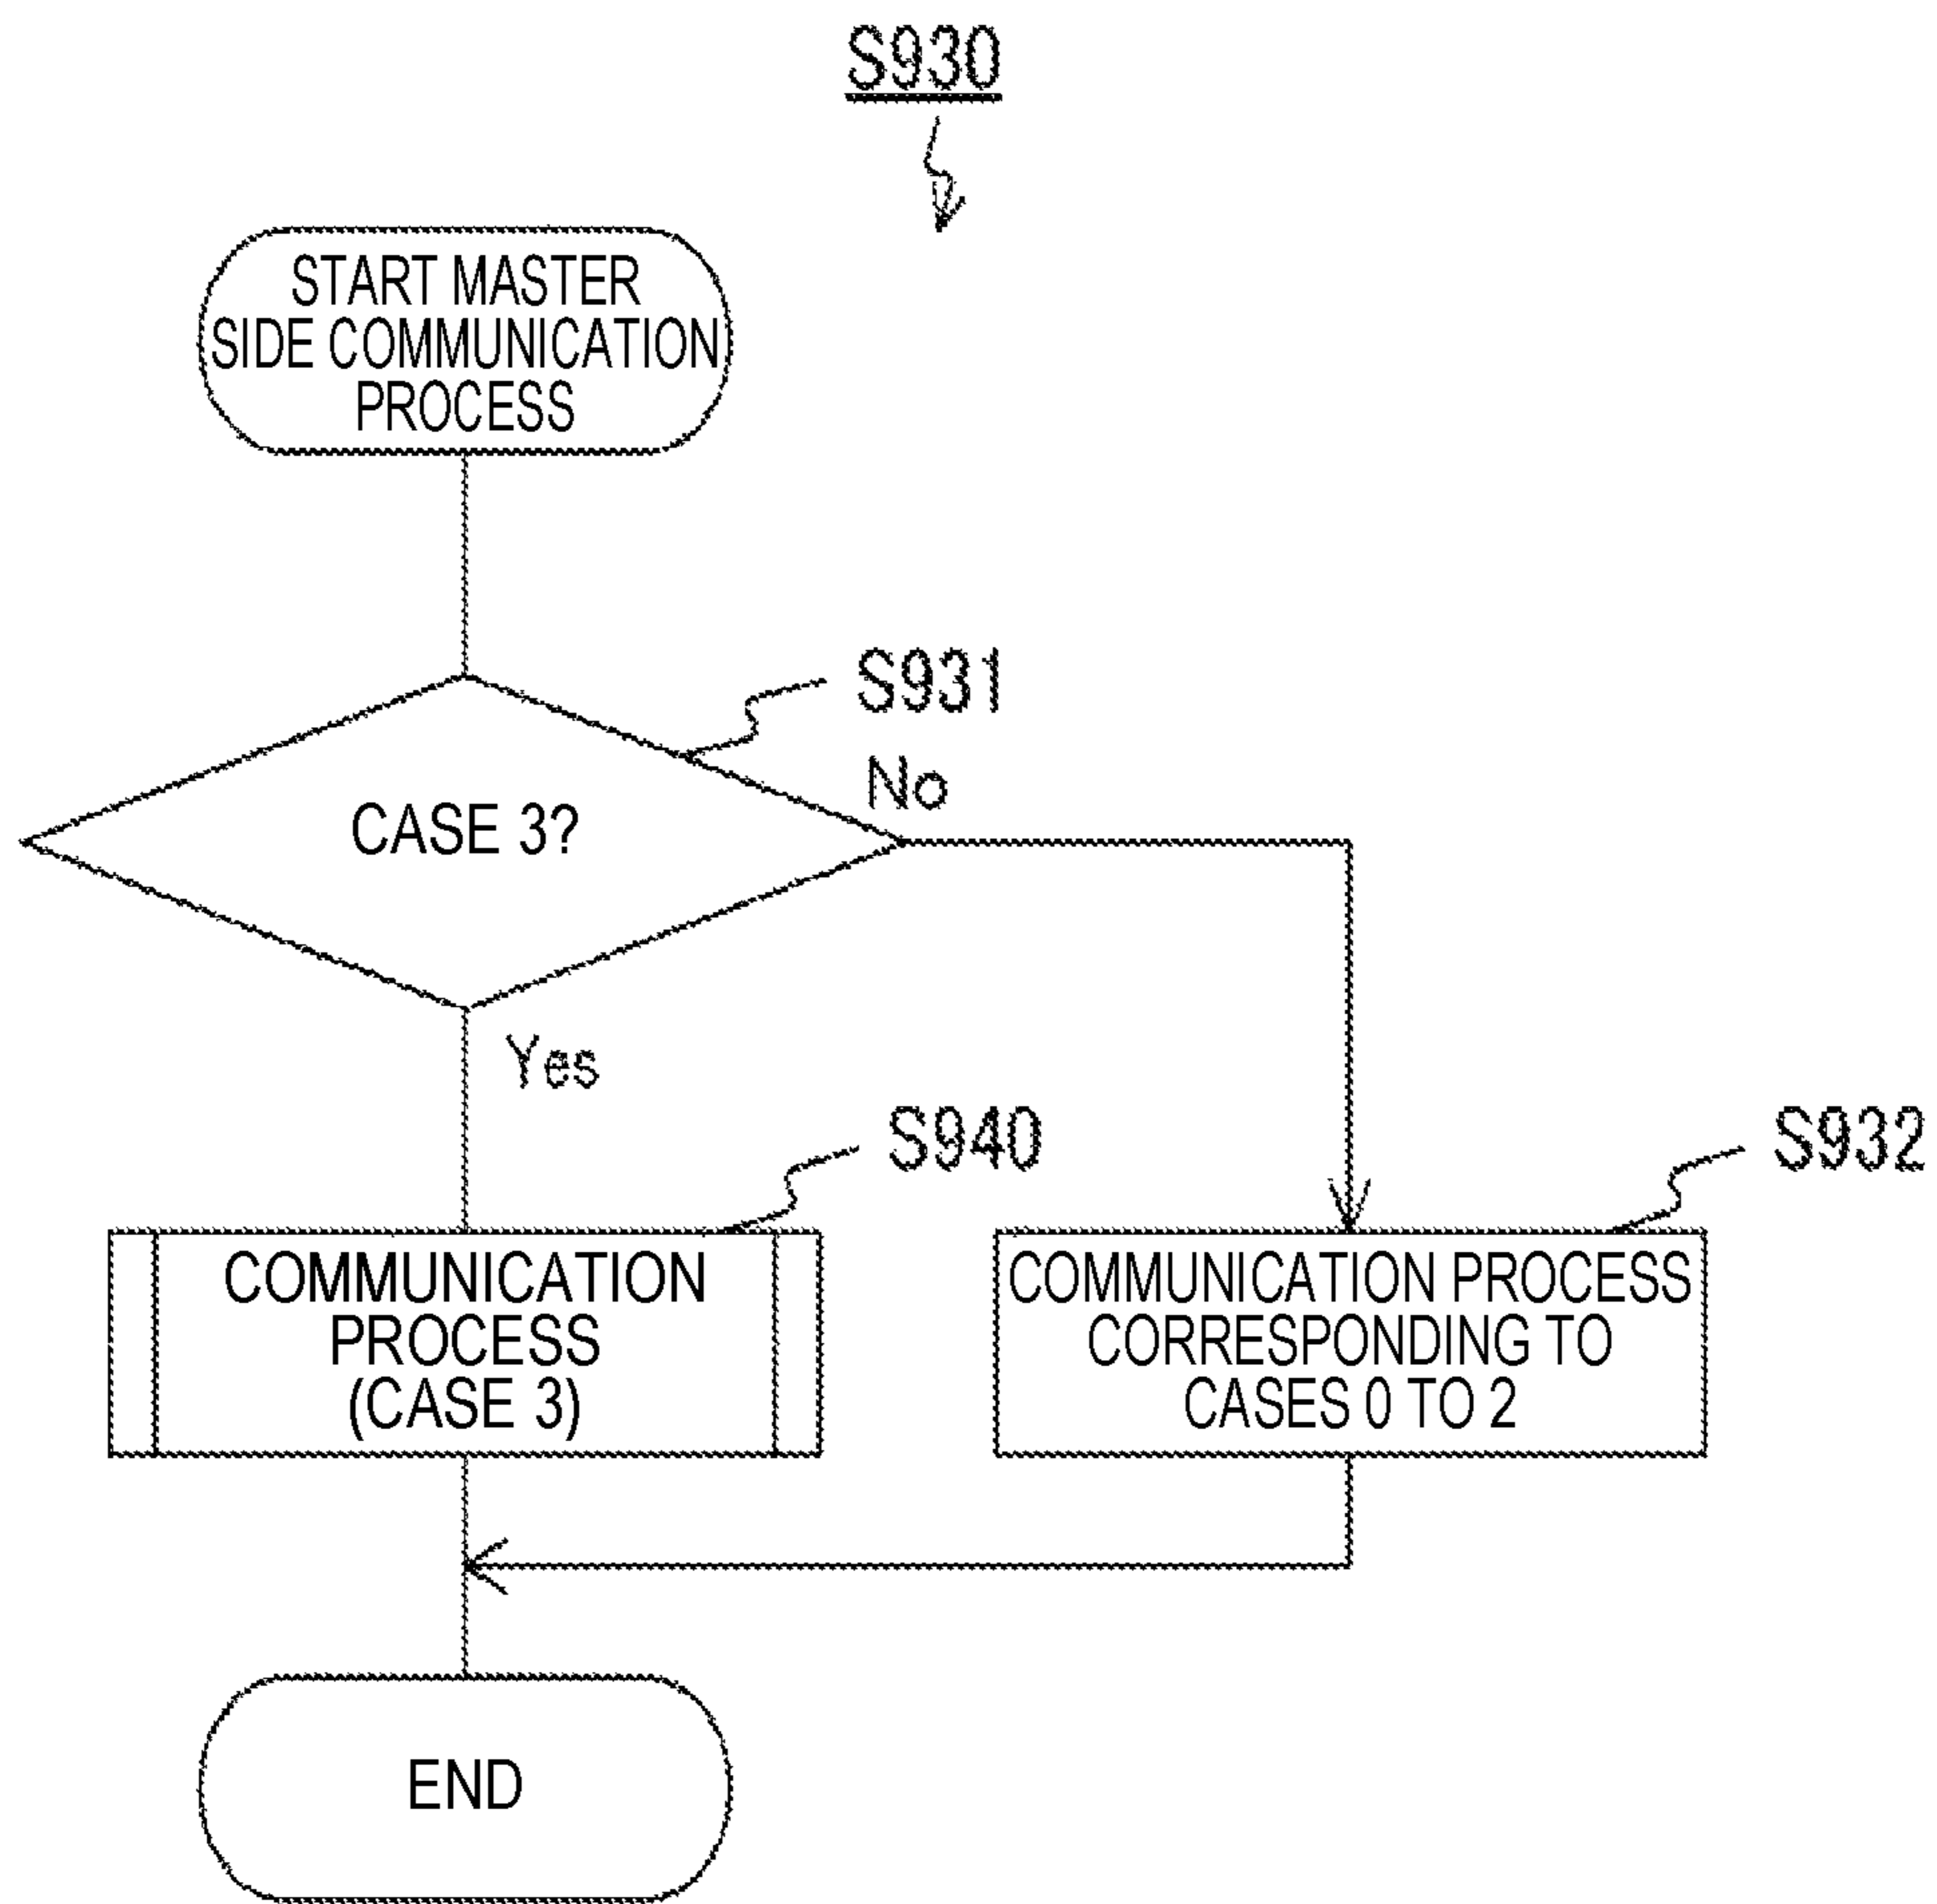 S930
START MASTER
SIDE COMMUNICATION
PROCESS
S931
No
CASE 3?
Yes
S940
S932
COMMUNICATION
PROCESS
(CASE 3)
COMMUNICATION PROCESS
CORRESPONDING TO
CASES 0 TO 2
END